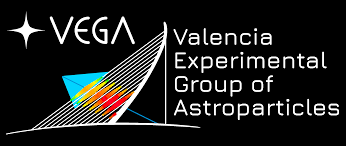 VEGA
Valencia
Experimental
Group of
Astroparticles